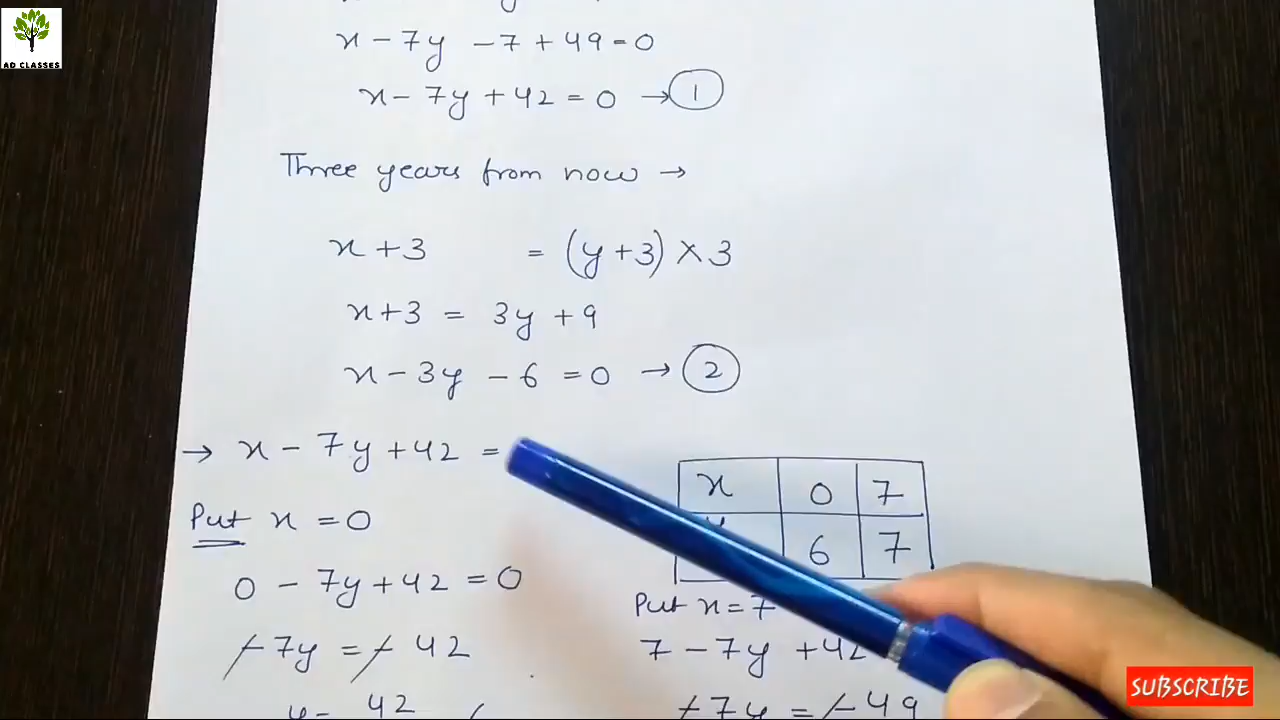 AD CLASSES
x - 7y - 7 + 49 = 0
x - 7y + 42 = 0 → 1
Three years from now →
x + 3 = (y + 3) × 3
x + 3 = 3y + 9
x - 3y - 6 = 0 → 2
→ x - 7y + 42 =
x 0 7
6 7
Put x = 0
0 - 7y + 42 = 0
-7y = - 42
42
Put x = 7
7 - 7y + 42
-7y = - 49
SUBSCRIBE